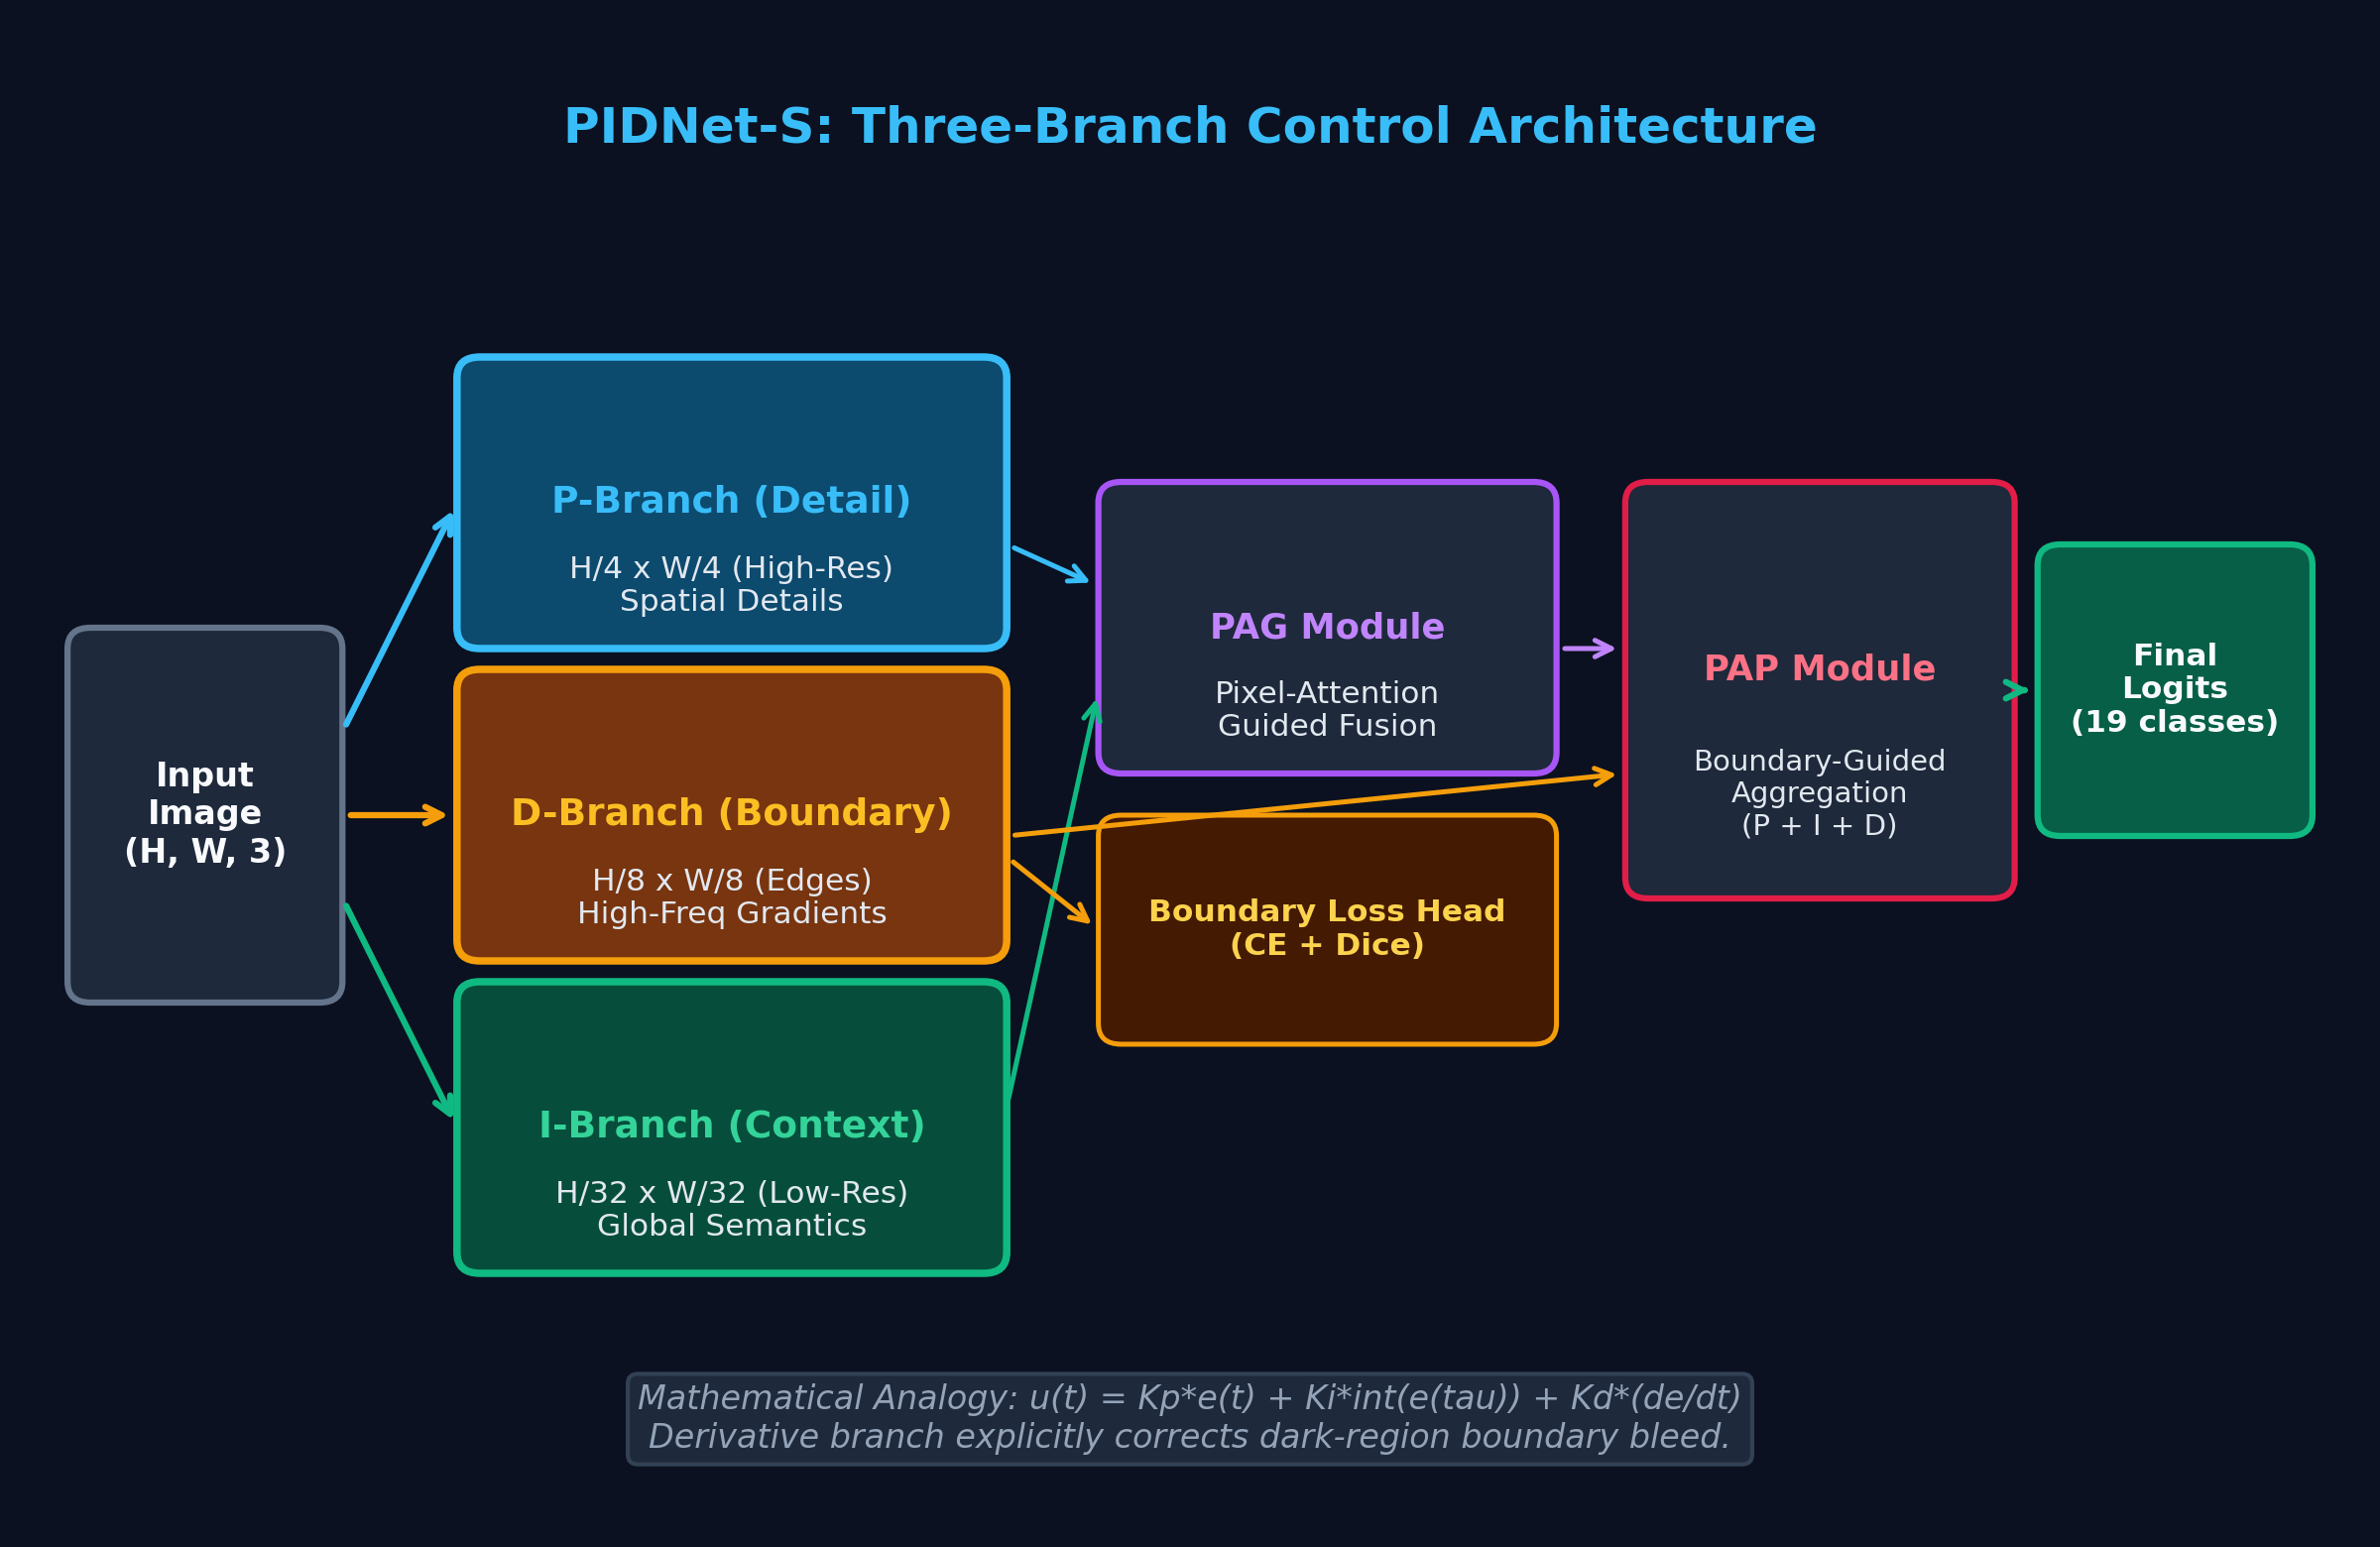 PIDNet-S: Three-Branch Control Architecture
Input
Image
(H, W, 3)
P-Branch (Detail)
H/4 x W/4 (High-Res)
Spatial Details
D-Branch (Boundary)
H/8 x W/8 (Edges)
High-Freq Gradients
I-Branch (Context)
H/32 x W/32 (Low-Res)
Global Semantics
PAG Module
Pixel-Attention
Guided Fusion
Boundary Loss Head
(CE + Dice)
PAP Module
Boundary-Guided
Aggregation
(P + I + D)
Final
Logits
(19 classes)
Mathematical Analogy: u(t) = Kp*e(t) + Ki*int(e(tau)) + Kd*(de/dt)
Derivative branch explicitly corrects dark-region boundary bleed.